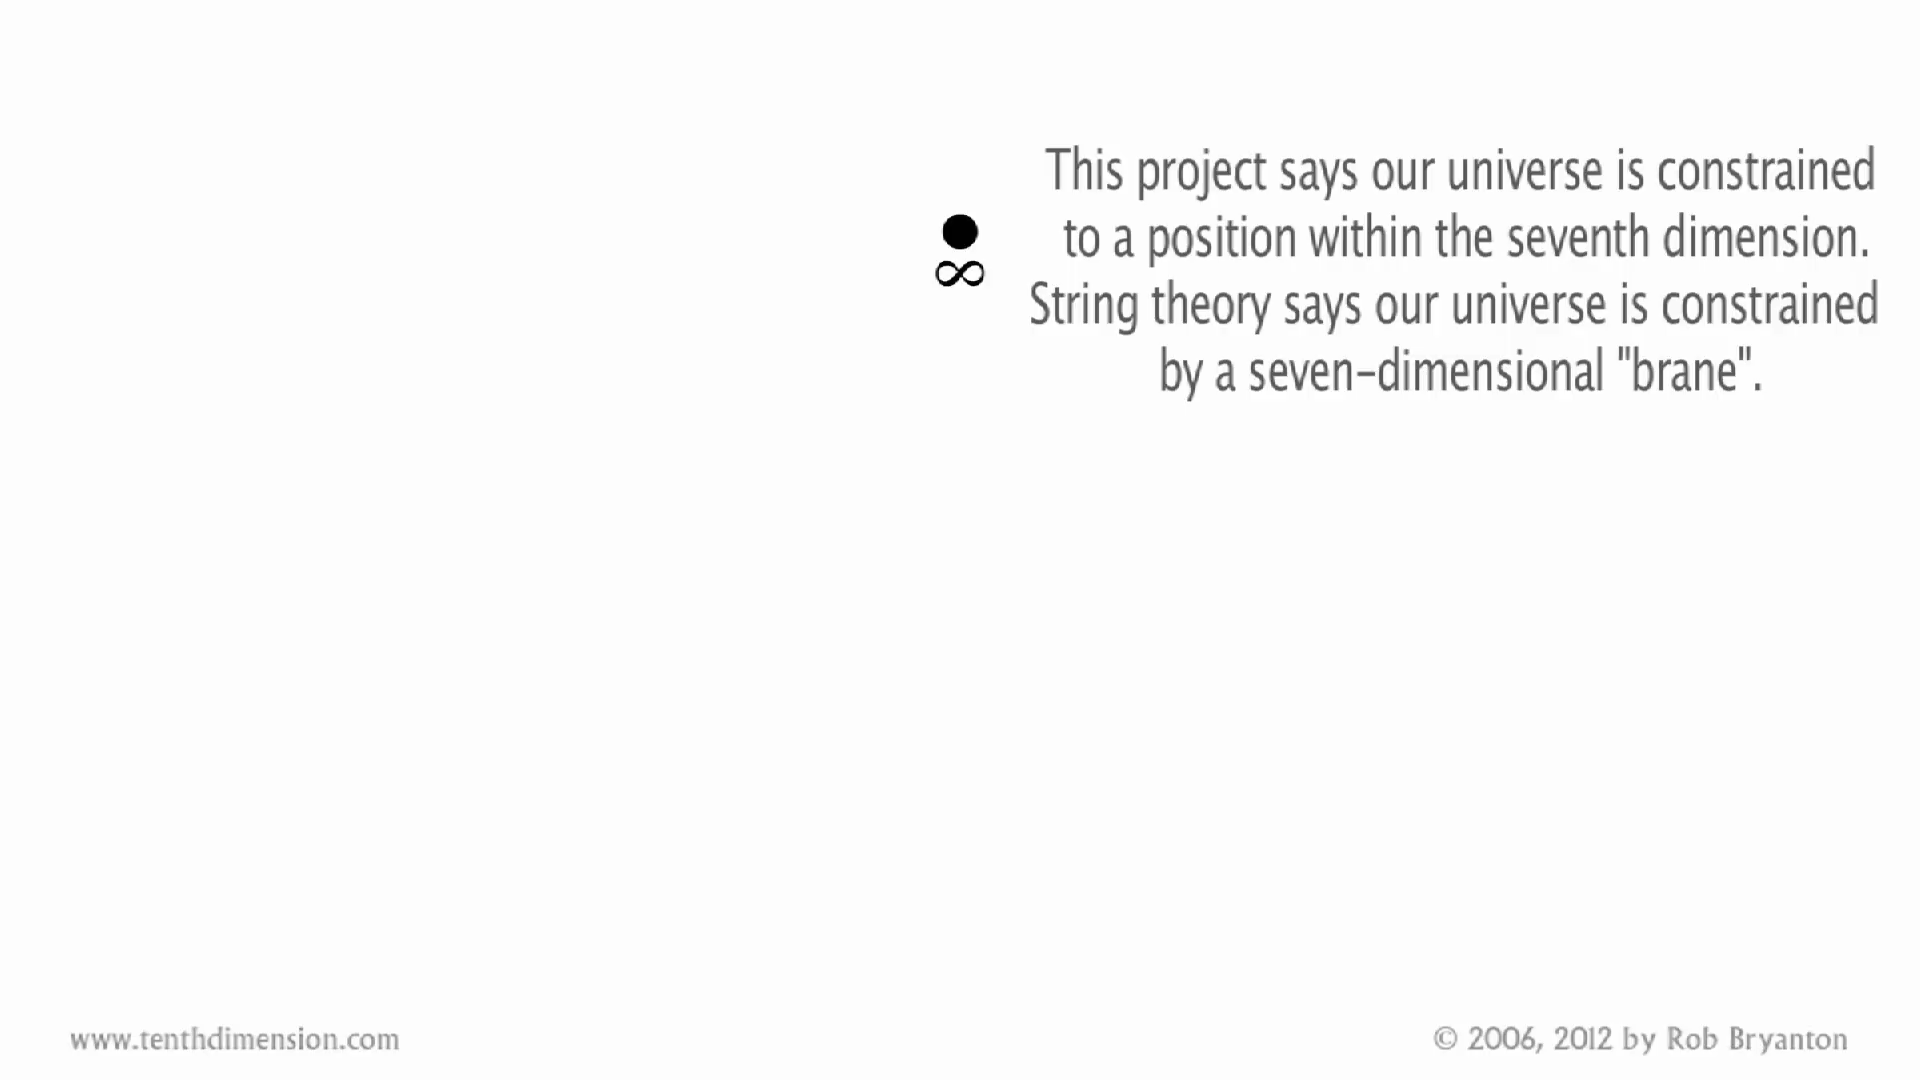 This project says our universe is constrained
to a position within the seventh dimension.
∞
String theory says our universe is constrained
by a seven-dimensional "brane".
www.tenthdimension.com
© 2006, 2012 by Rob Bryanton